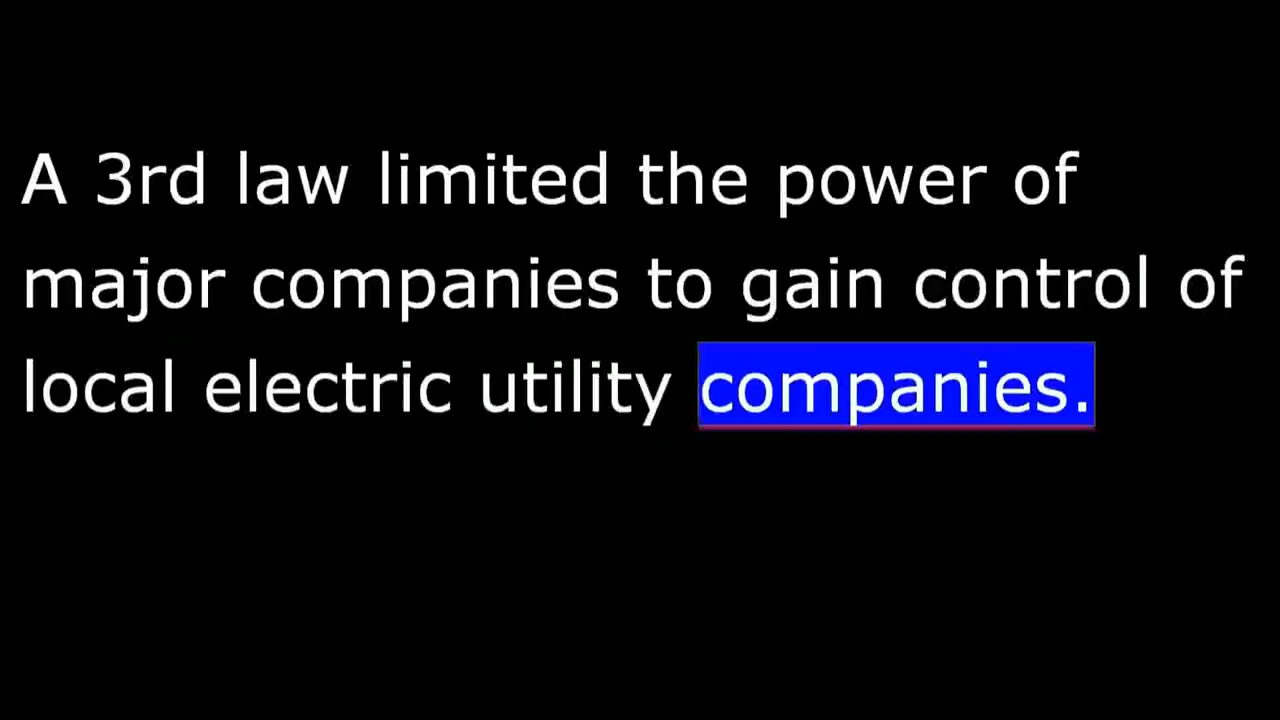 A 3rd law limited the power of
major companies to gain control of
local electric utility companies.